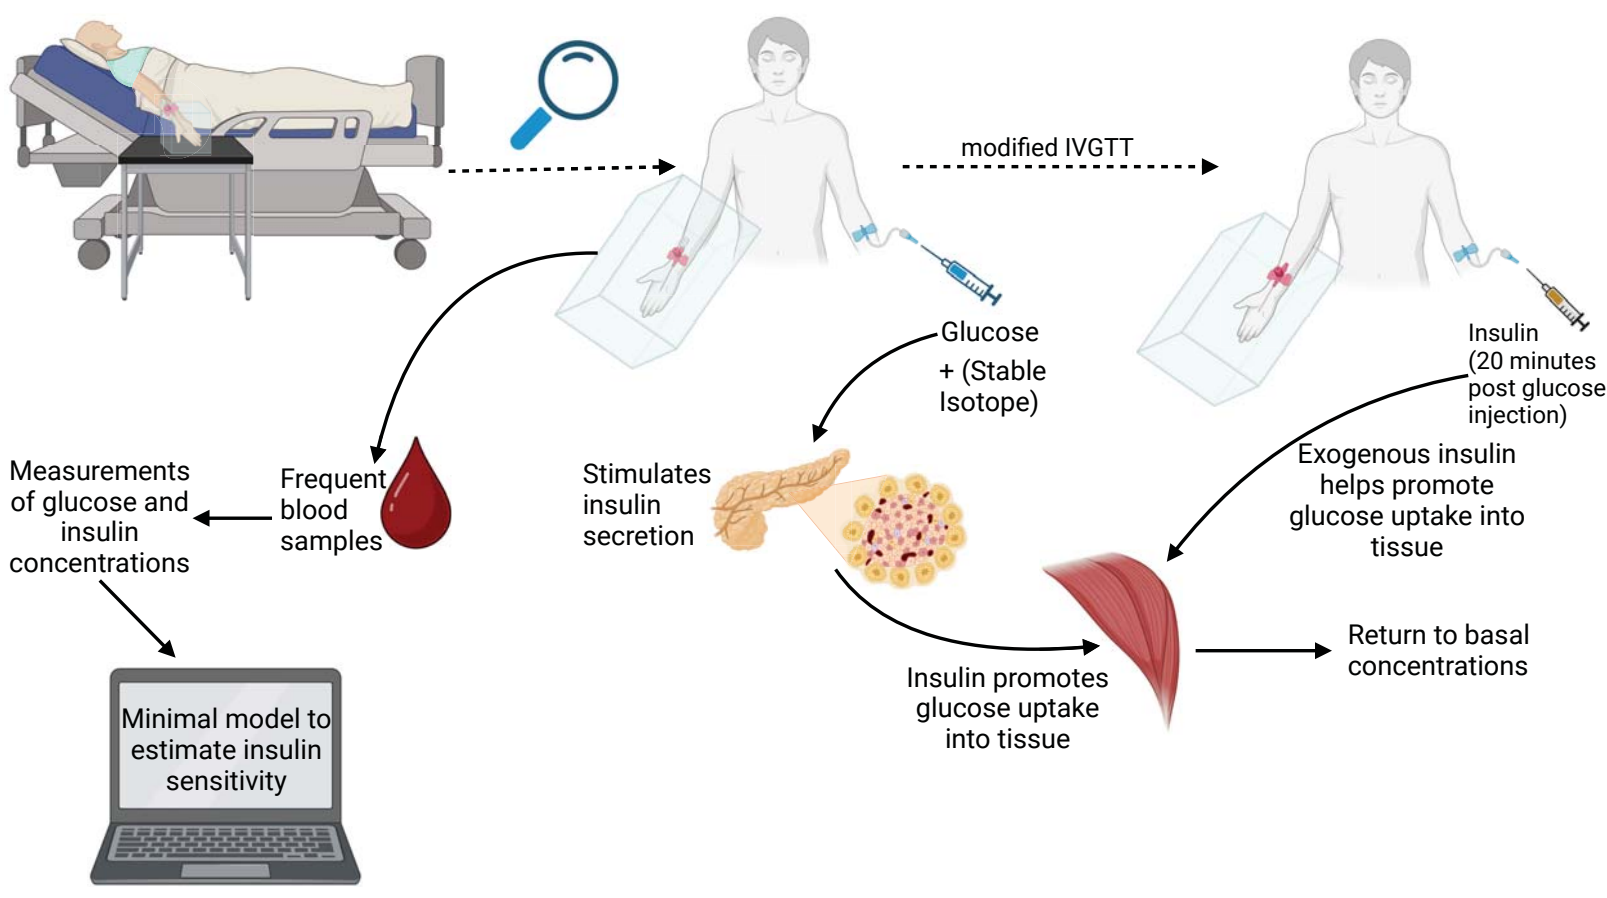 modified IVGTT
Glucose
+ (Stable
Isotope)
Insulin
(20 minutes
post glucose
injection)
Measurements
of glucose and
insulin
concentrations
Frequent
blood
samples
Stimulates
insulin
secretion
Exogenous insulin
helps promote
glucose uptake into
tissue
Insulin promotes
glucose uptake
into tissue
Return to basal
concentrations
Minimal model to
estimate insulin
sensitivity